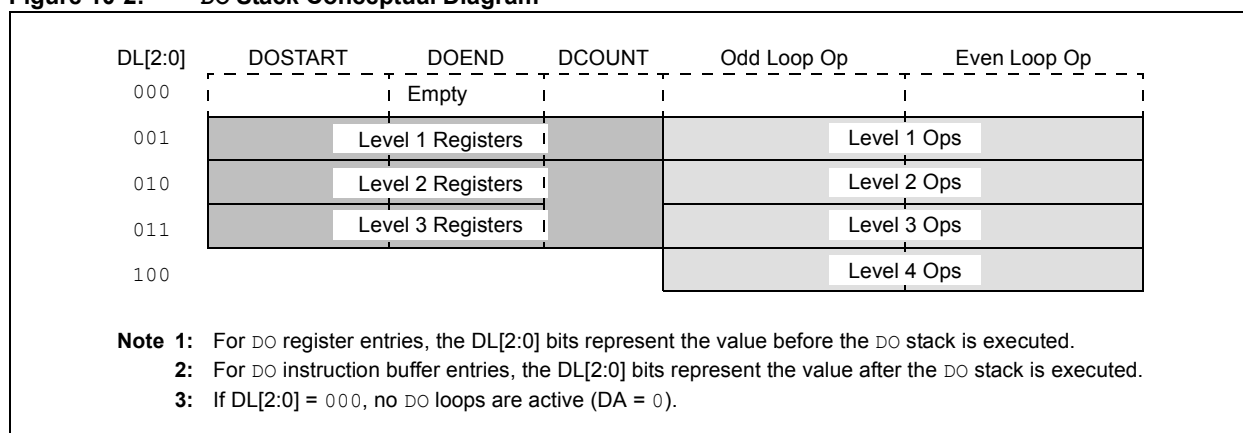 Figure 10-2: DO Stack Conceptual Diagram
DL[2:0] DOSTART DOEND DCOUNT Odd Loop Op Even Loop Op
000 Empty
001 Level 1 Registers Level 1 Ops
010 Level 2 Registers Level 2 Ops
011 Level 3 Registers Level 3 Ops
100 Level 4 Ops
Note 1: For DO register entries, the DL[2:0] bits represent the value before the DO stack is executed.
2: For DO instruction buffer entries, the DL[2:0] bits represent the value after the DO stack is executed.
3: If DL[2:0] = 000, no DO loops are active (DA = 0).